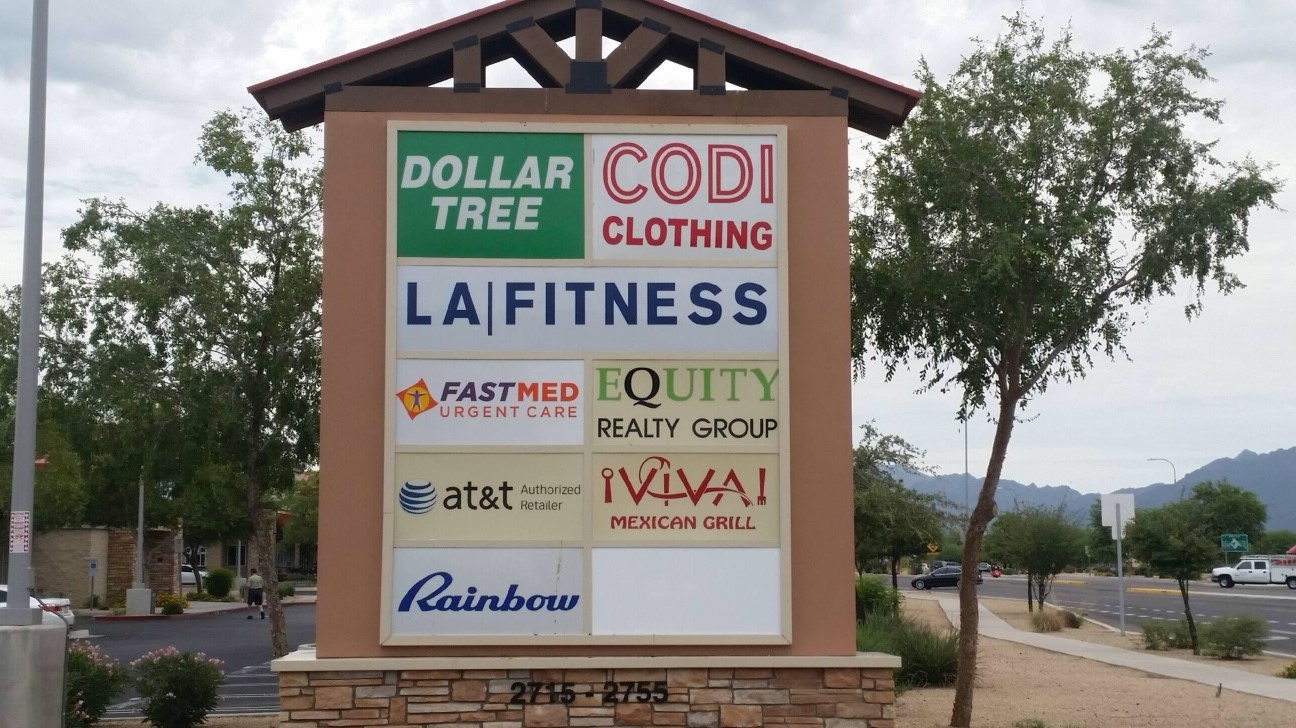 DOLLAR
TREE
CODI
CLOTHING
LA|FITNESS
FASTMED
URGENT CARE
EQUITY
REALTY GROUP
at&t Authorized
Retailer
¡VIVA!
MEXICAN GRILL
Rainbow
2715 - 2755